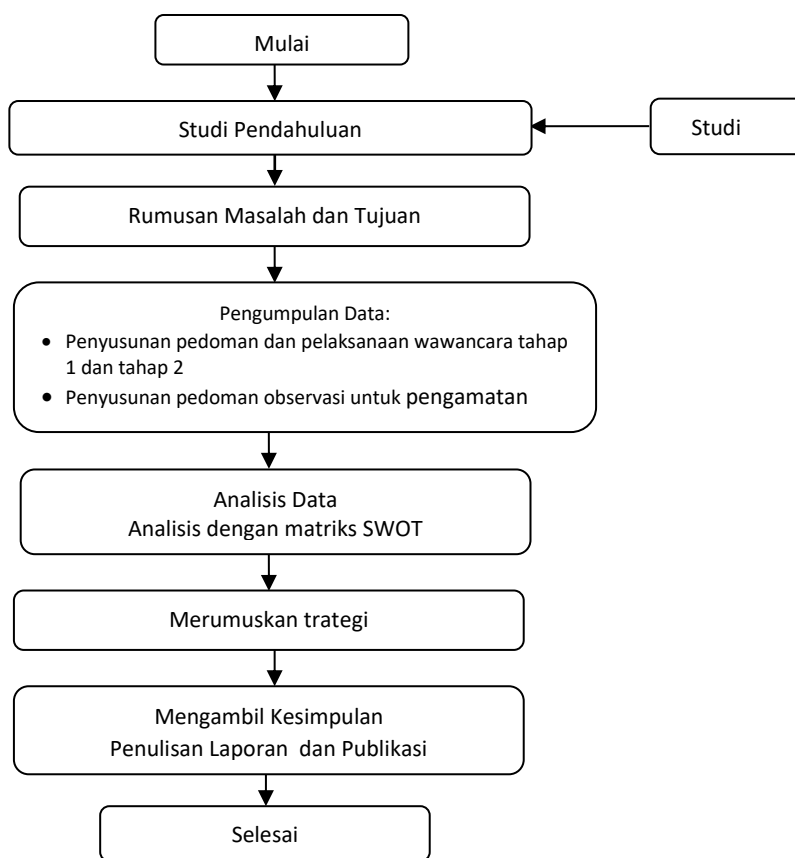 Mulai
Studi Pendahuluan
Studi
Rumusan Masalah dan Tujuan
Pengumpulan Data:
• Penyusunan pedoman dan pelaksanaan wawancara tahap
1 dan tahap 2
• Penyusunan pedoman observasi untuk pengamatan
Analisis Data
Analisis dengan matriks SWOT
Merumuskan trategi
Mengambil Kesimpulan
Penulisan Laporan dan Publikasi
Selesai